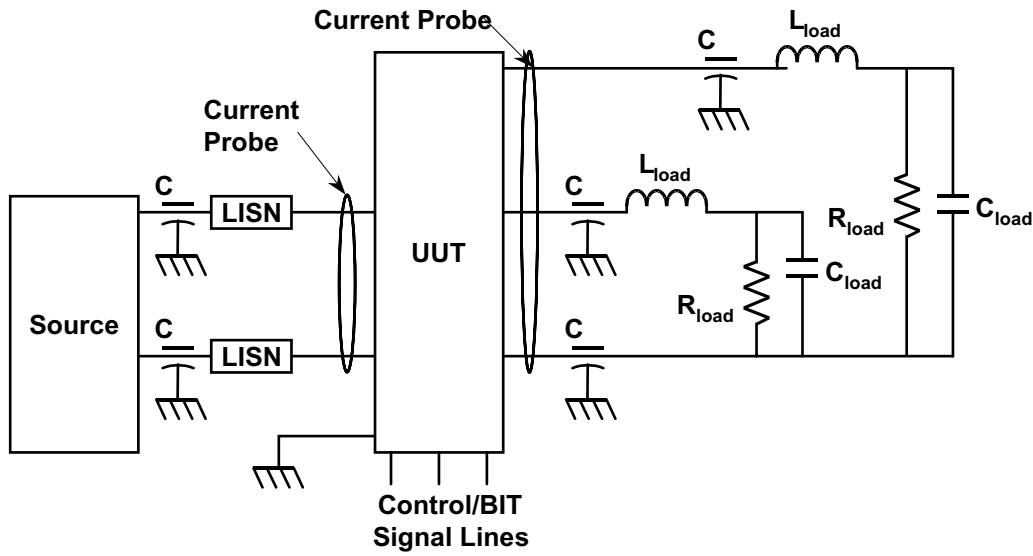 Current Probe
C
L_load
Current
Probe
C
LISN
C
L_load
R_load
C_load
UUT
R_load
C_load
Source
C
LISN
C
Control/BIT
Signal Lines